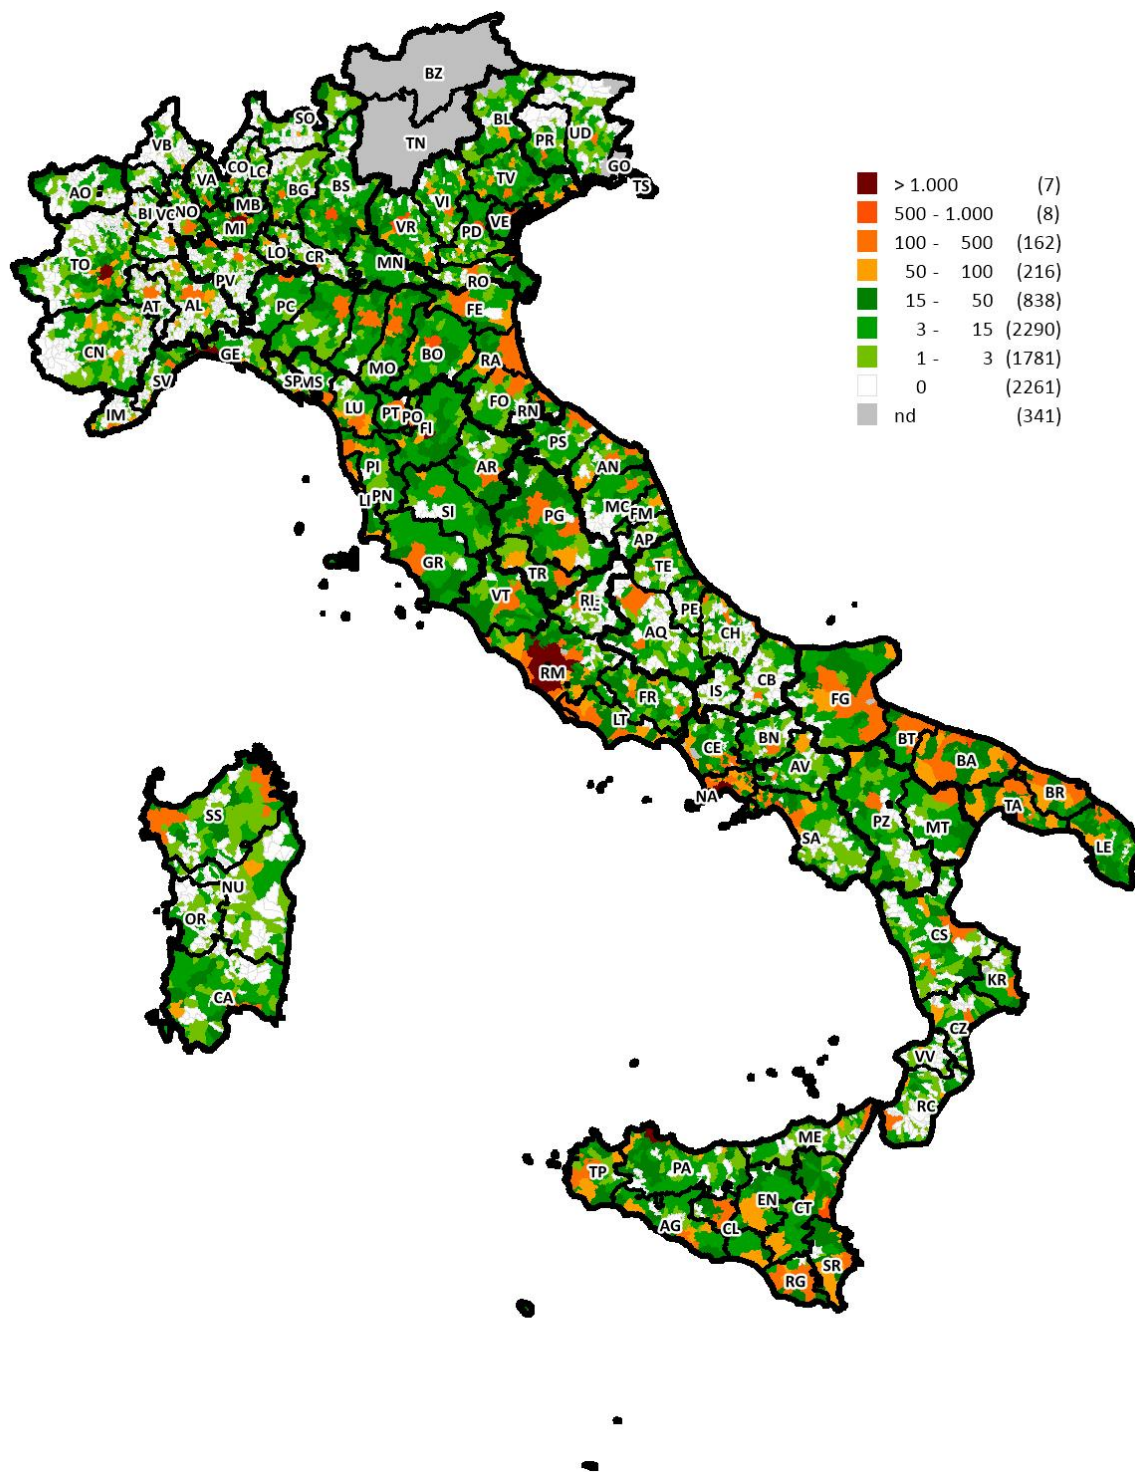 BZ
TN
BL
PR
UD
GO
TS
SO
VB
VA
CO
LC
BG
BS
TV
AO
BI
VC
NO
MB
MI
VI
VR
PD
VE
LO
CR
MN
RO
TO
PV
AT
AL
PC
FE
CN
GE
SV
IM
SP
MS
MO
BO
RA
LU
PT
PO
FI
FO
RN
PS
PI
AR
AN
LI
PN
SI
PG
MC
FM
AP
GR
TR
TE
VT
RI
PE
AQ
CH
RM
FR
IS
CB
FG
LT
CE
BN
BT
BA
NA
AV
BR
SA
PZ
MT
TA
LE
SS
NU
OR
CA
CS
KR
CZ
VV
RC
ME
TP
PA
EN
CT
AG
CL
RG
SR
> 1.000 (7)
500 - 1.000 (8)
100 - 500 (162)
50 - 100 (216)
15 - 50 (838)
3 - 15 (2290)
1 - 3 (1781)
0 (2261)
nd (341)